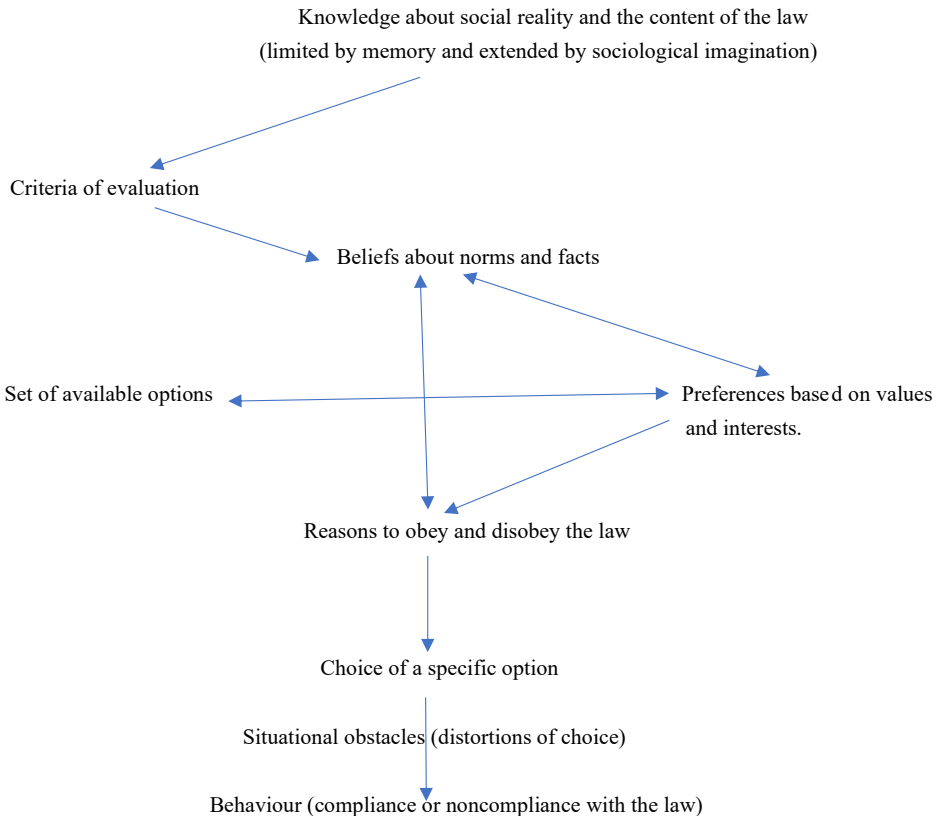 Knowledge about social reality and the content of the law
(limited by memory and extended by sociological imagination)
Criteria of evaluation
Beliefs about norms and facts
Set of available options
Preferences based on values
and interests.
Reasons to obey and disobey the law
Choice of a specific option
Situational obstacles (distortions of choice)
Behaviour (compliance or noncompliance with the law)